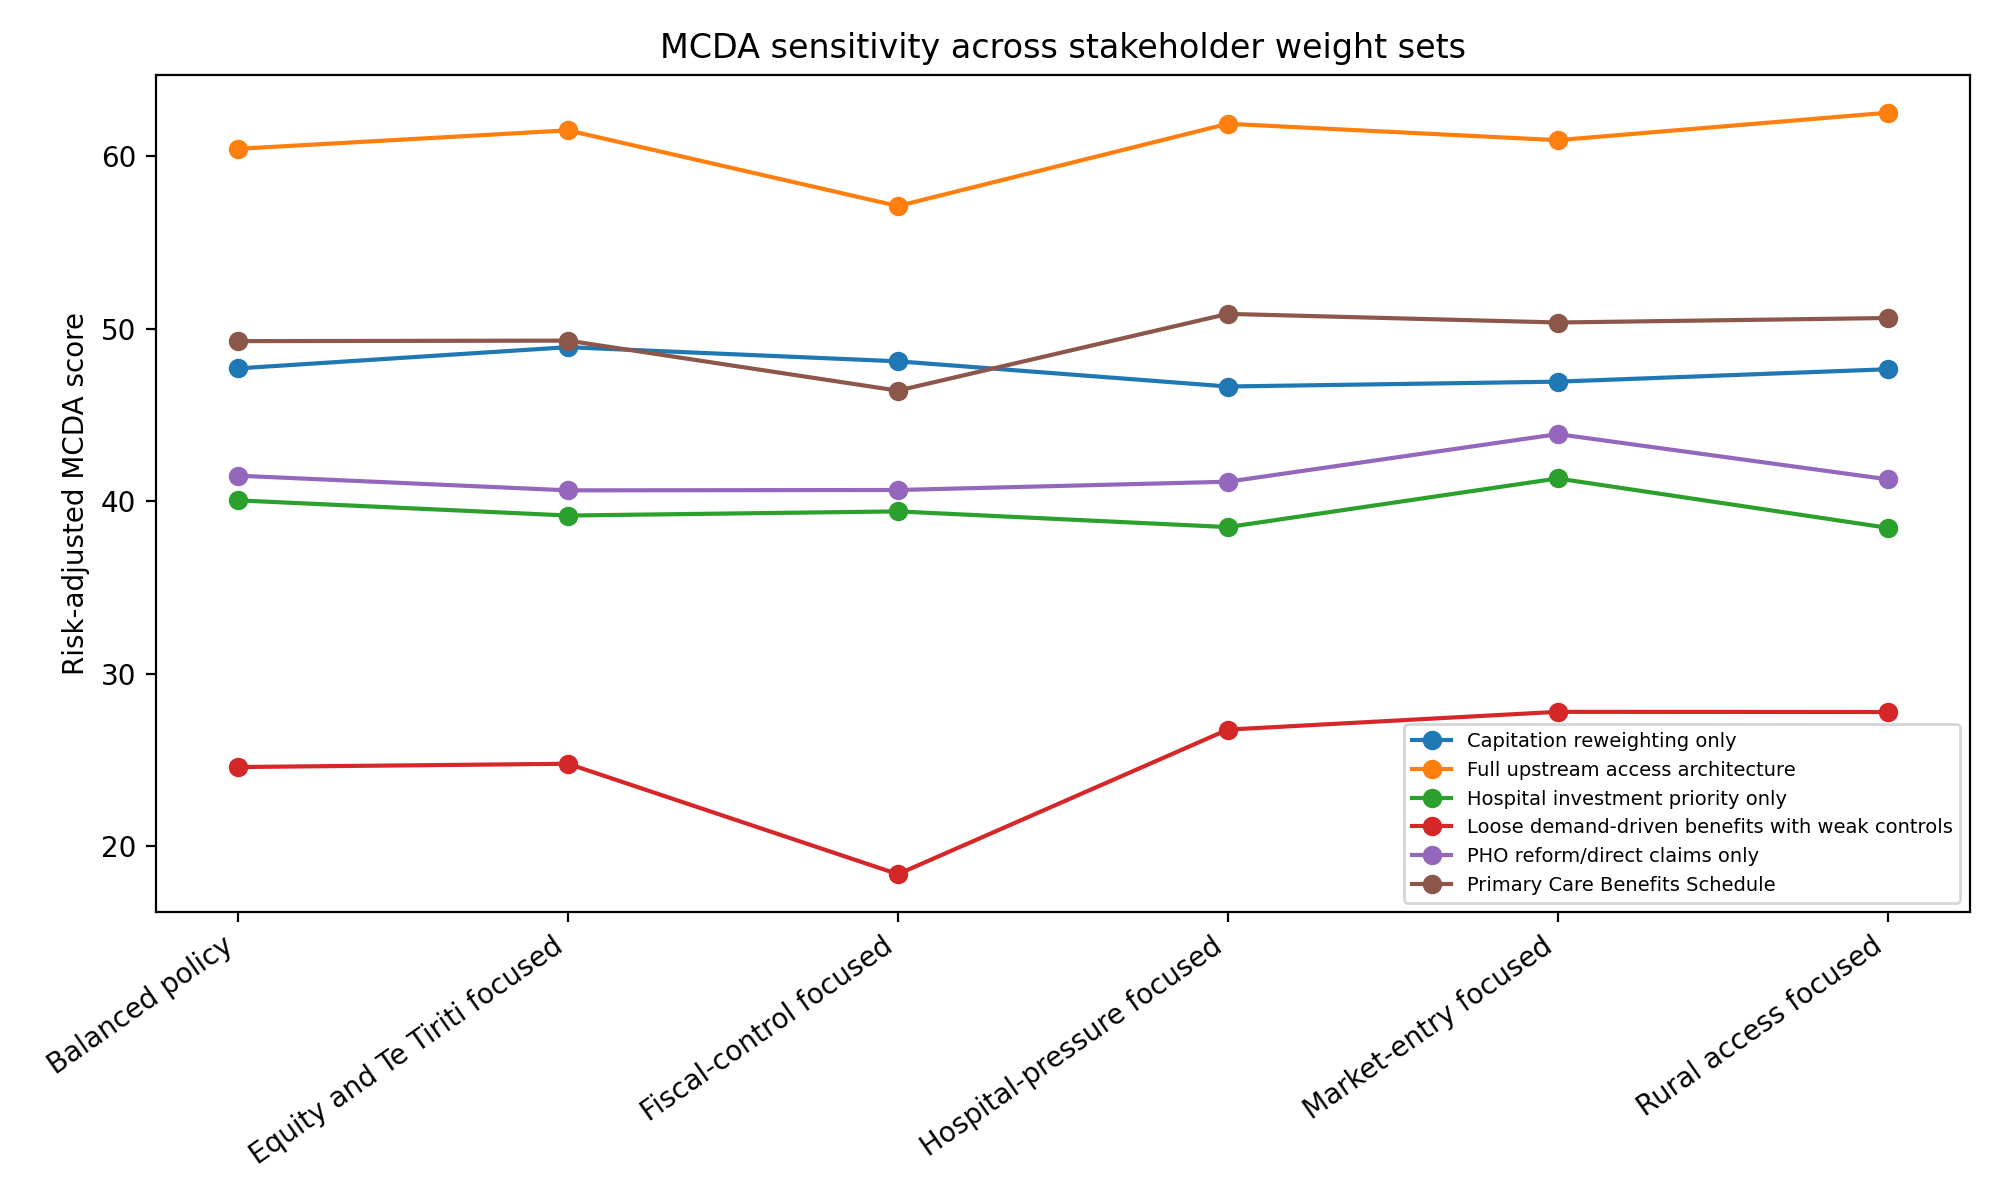 MCDA sensitivity across stakeholder weight sets
Risk-adjusted MCDA score
60
50
40
30
20
Capitation reweighting only
Full upstream access architecture
Hospital investment priority only
Loose demand-driven benefits with weak controls
PHO reform/direct claims only
Primary Care Benefits Schedule
Balanced policy
Equity and Te Tiriti focused
Fiscal-control focused
Hospital-pressure focused
Market-entry focused
Rural access focused